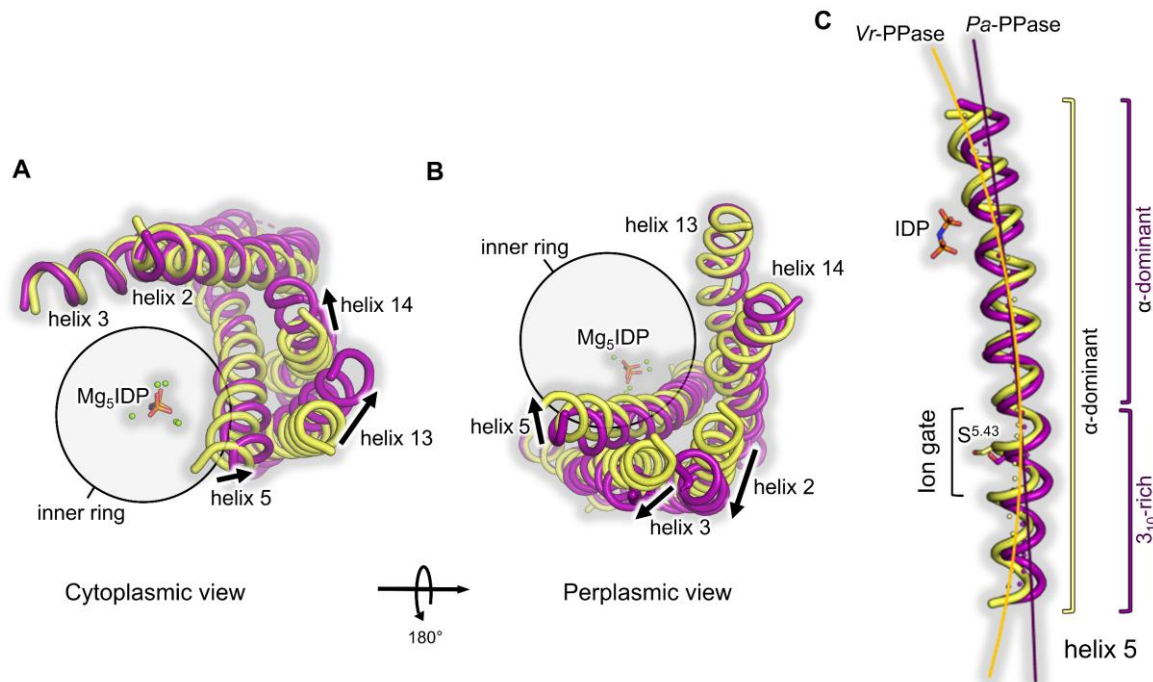 A
helix 3
helix 2
helix 14
Mg₅IDP
helix 13
helix 5
inner ring
Cytoplasmic view
180°
B
helix 13
inner ring
helix 14
Mg₅IDP
helix 5
helix 2
helix 3
Perplasmic view
C
Vr-PPase
Pa-PPase
IDP
S⁵·⁴³
Ion gate
α-dominant
α-dominant
3₁₀-rich
helix 5